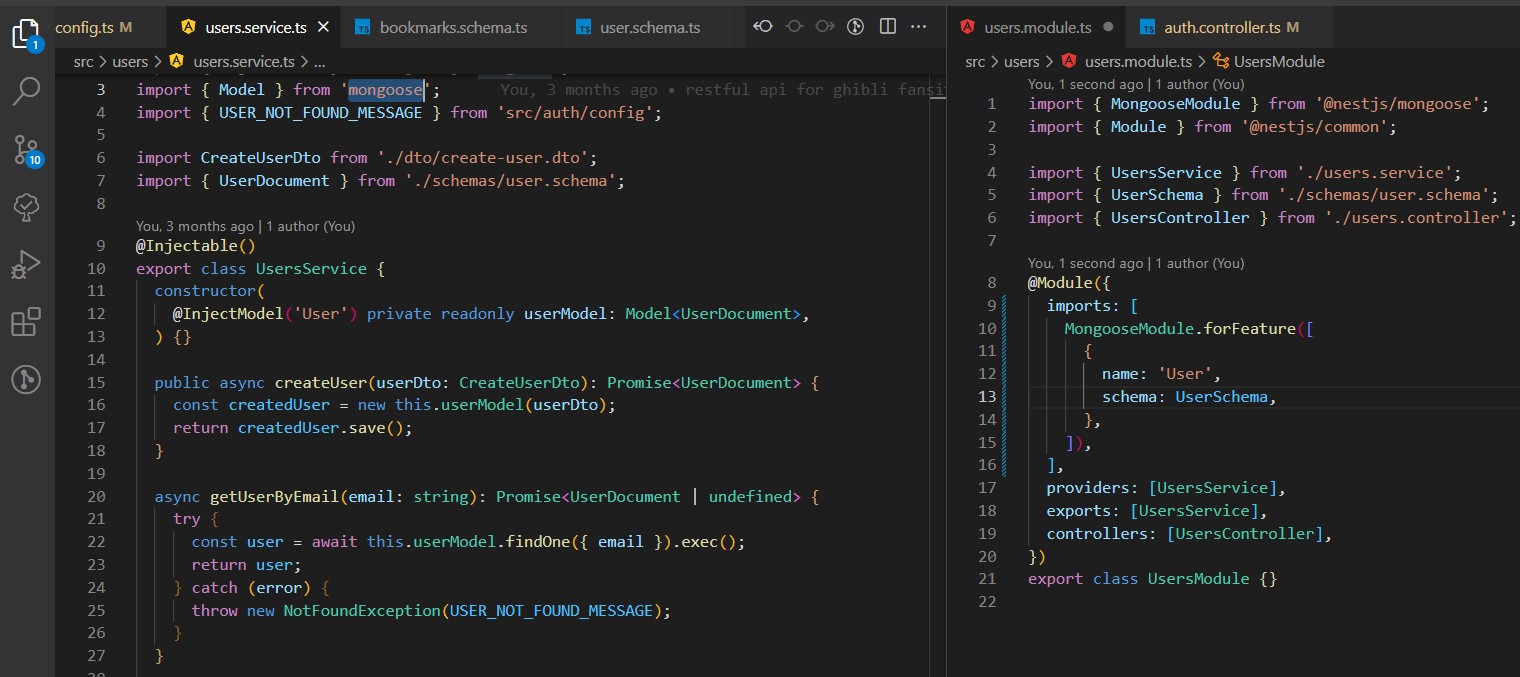 config.ts M
users.service.ts
bookmarks.schema.ts
user.schema.ts
src > users > users.service.ts > ...
3 import { Model } from 'mongoose'; You, 3 months ago • restful api for ghibli fansi
4 import { USER_NOT_FOUND_MESSAGE } from 'src/auth/config';
5
6 import CreateUserDto from './dto/create-user.dto';
7 import { UserDocument } from './schemas/user.schema';
8
You, 3 months ago | 1 author (You)
9 @Injectable()
10 export class UsersService {
11 constructor(
12 @InjectModel('User') private readonly userModel: Model<UserDocument>,
13 ) {}
14
15 public async createUser(userDto: CreateUserDto): Promise<UserDocument> {
16 const createdUser = new this.userModel(userDto);
17 return createdUser.save();
18 }
19
20 async getUserByEmail(email: string): Promise<UserDocument | undefined> {
21 try {
22 const user = await this.userModel.findOne({ email }).exec();
23 return user;
24 } catch (error) {
25 throw new NotFoundException(USER_NOT_FOUND_MESSAGE);
26 }
27 }
1
10
users.module.ts
auth.controller.ts M
src > users > users.module.ts > UsersModule
You, 1 second ago | 1 author (You)
1 import { MongooseModule } from '@nestjs/mongoose';
2 import { Module } from '@nestjs/common';
3
4 import { UsersService } from './users.service';
5 import { UserSchema } from './schemas/user.schema';
6 import { UsersController } from './users.controller';
7
You, 1 second ago | 1 author (You)
8 @Module({
9 imports: [
10 MongooseModule.forFeature([
11 {
12 name: 'User',
13 schema: UserSchema,
14 },
15 ]),
16 ],
17 providers: [UsersService],
18 exports: [UsersService],
19 controllers: [UsersController],
20 })
21 export class UsersModule {}
22